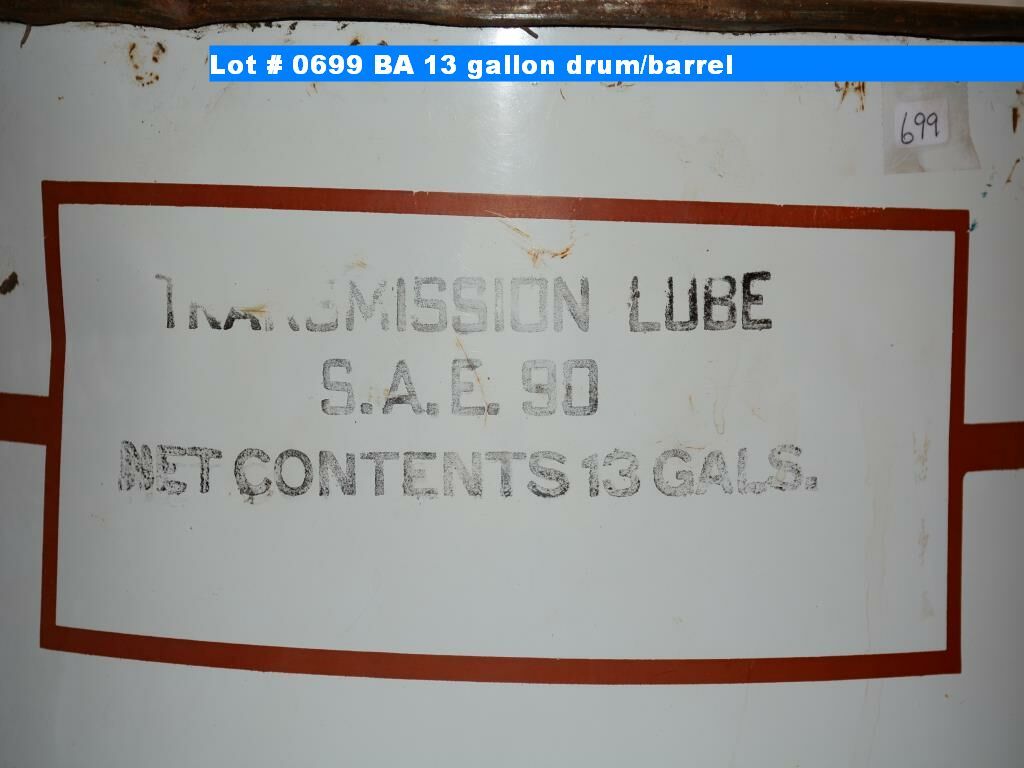 Lot # 0699 BA 13 gallon drum/barrel
699
TRANSMISSION LUBE
S.A.E. 90
NET CONTENTS 13 GALS.